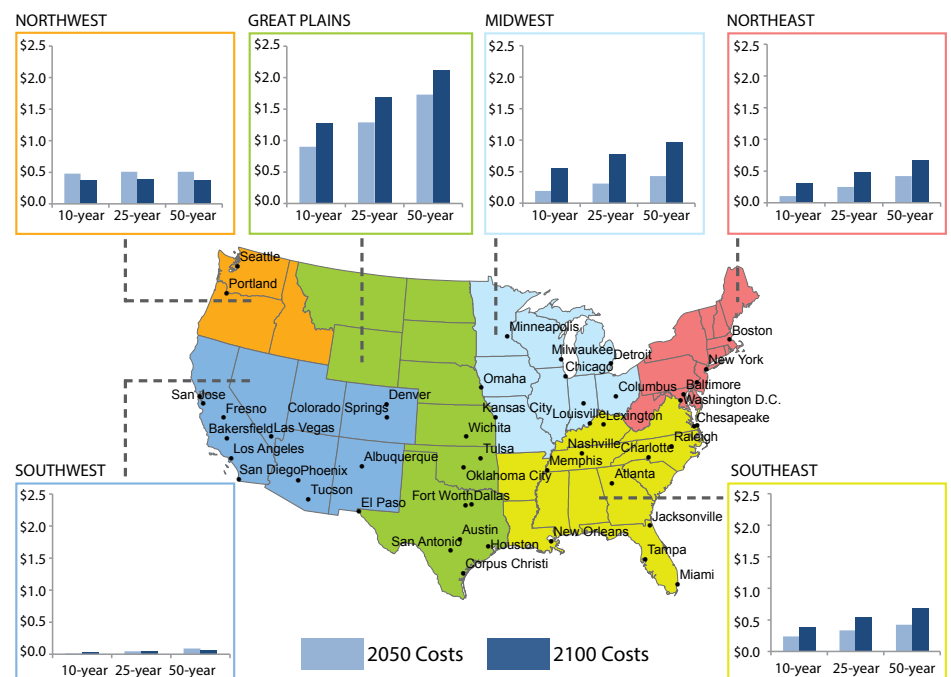 NORTHWEST
$2.5
$2.0
$1.5
$1.0
$0.5
$0.0
10-year 25-year 50-year
GREAT PLAINS
$2.5
$2.0
$1.5
$1.0
$0.5
$0.0
10-year 25-year 50-year
MIDWEST
$2.5
$2.0
$1.5
$1.0
$0.5
$0.0
10-year 25-year 50-year
NORTHEAST
$2.5
$2.0
$1.5
$1.0
$0.5
$0.0
10-year 25-year 50-year
Seattle
Portland
Minneapolis
Boston
Milwaukee
Detroit
Chicago
New York
Omaha
Columbus
Baltimore
San Jose
Denver
Washington D.C.
Fresno
Colorado Springs
Kansas City
Louisville
Lexington
Chesapeake
Bakersfield
Las Vegas
Wichita
Raleigh
Los Angeles
Albuquerque
Tulsa
Nashville
Charlotte
Memphis
San Diego
Phoenix
Oklahoma City
Atlanta
Tucson
El Paso
Fort Worth
Dallas
Jacksonville
Austin
New Orleans
San Antonio
Houston
Tampa
Corpus Christi
Miami
SOUTHWEST
$2.5
$2.0
$1.5
$1.0
$0.5
$0.0
10-year 25-year 50-year
SOUTHEAST
$2.5
$2.0
$1.5
$1.0
$0.5
$0.0
10-year 25-year 50-year
2050 Costs
2100 Costs